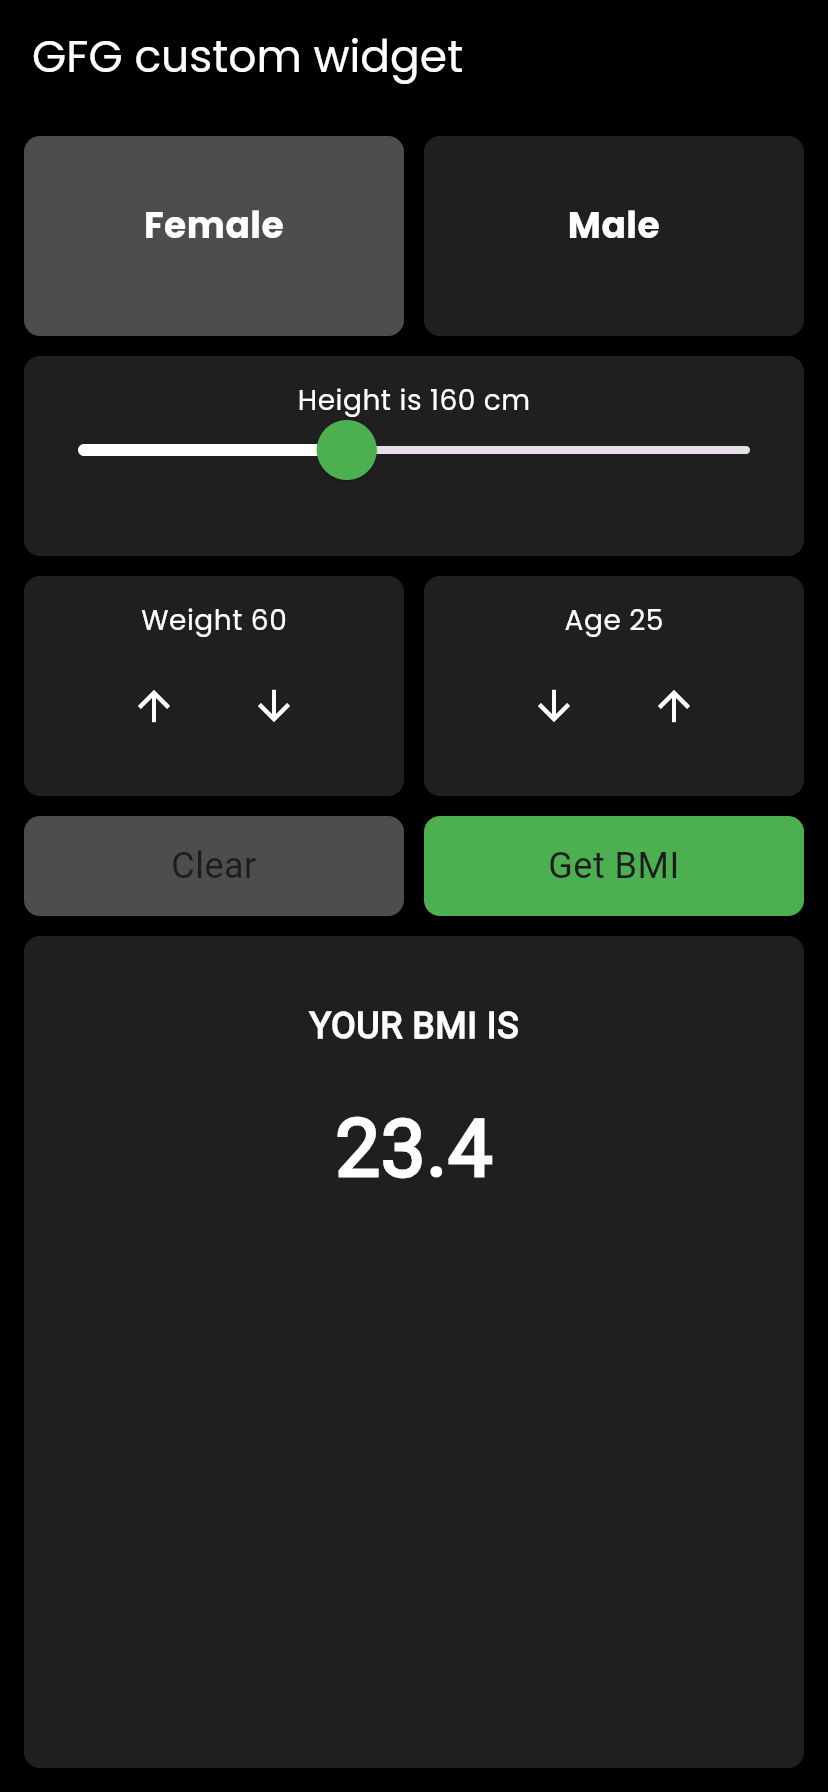 GFG custom widget
Female
Male
Height is 160 cm
Weight 60
Age 25
Clear
Get BMI
YOUR BMI IS
23.4